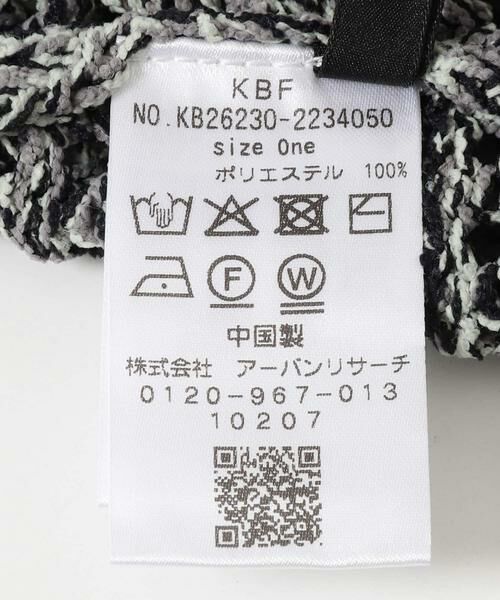 KBF
NO.KB26230-2234050
size One
ポリエステル 100%
F W
中国製
株式会社 アーバンリサーチ
0120-967-013
10207